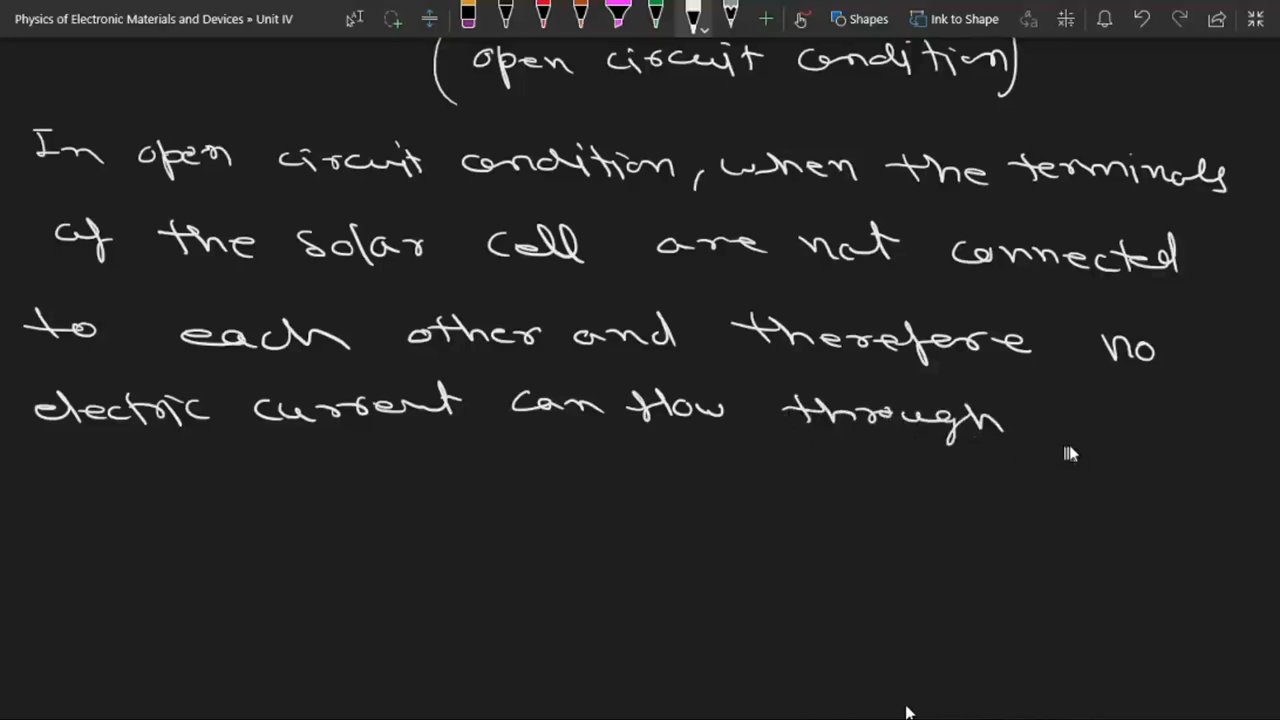 Physics of Electronic Materials and Devices » Unit IV
Shapes
Ink to Shape
(open circuit condition)
In open circuit condition, when the terminals
of the solar cell are not connected
to each other and therefore no
electric current can flow through